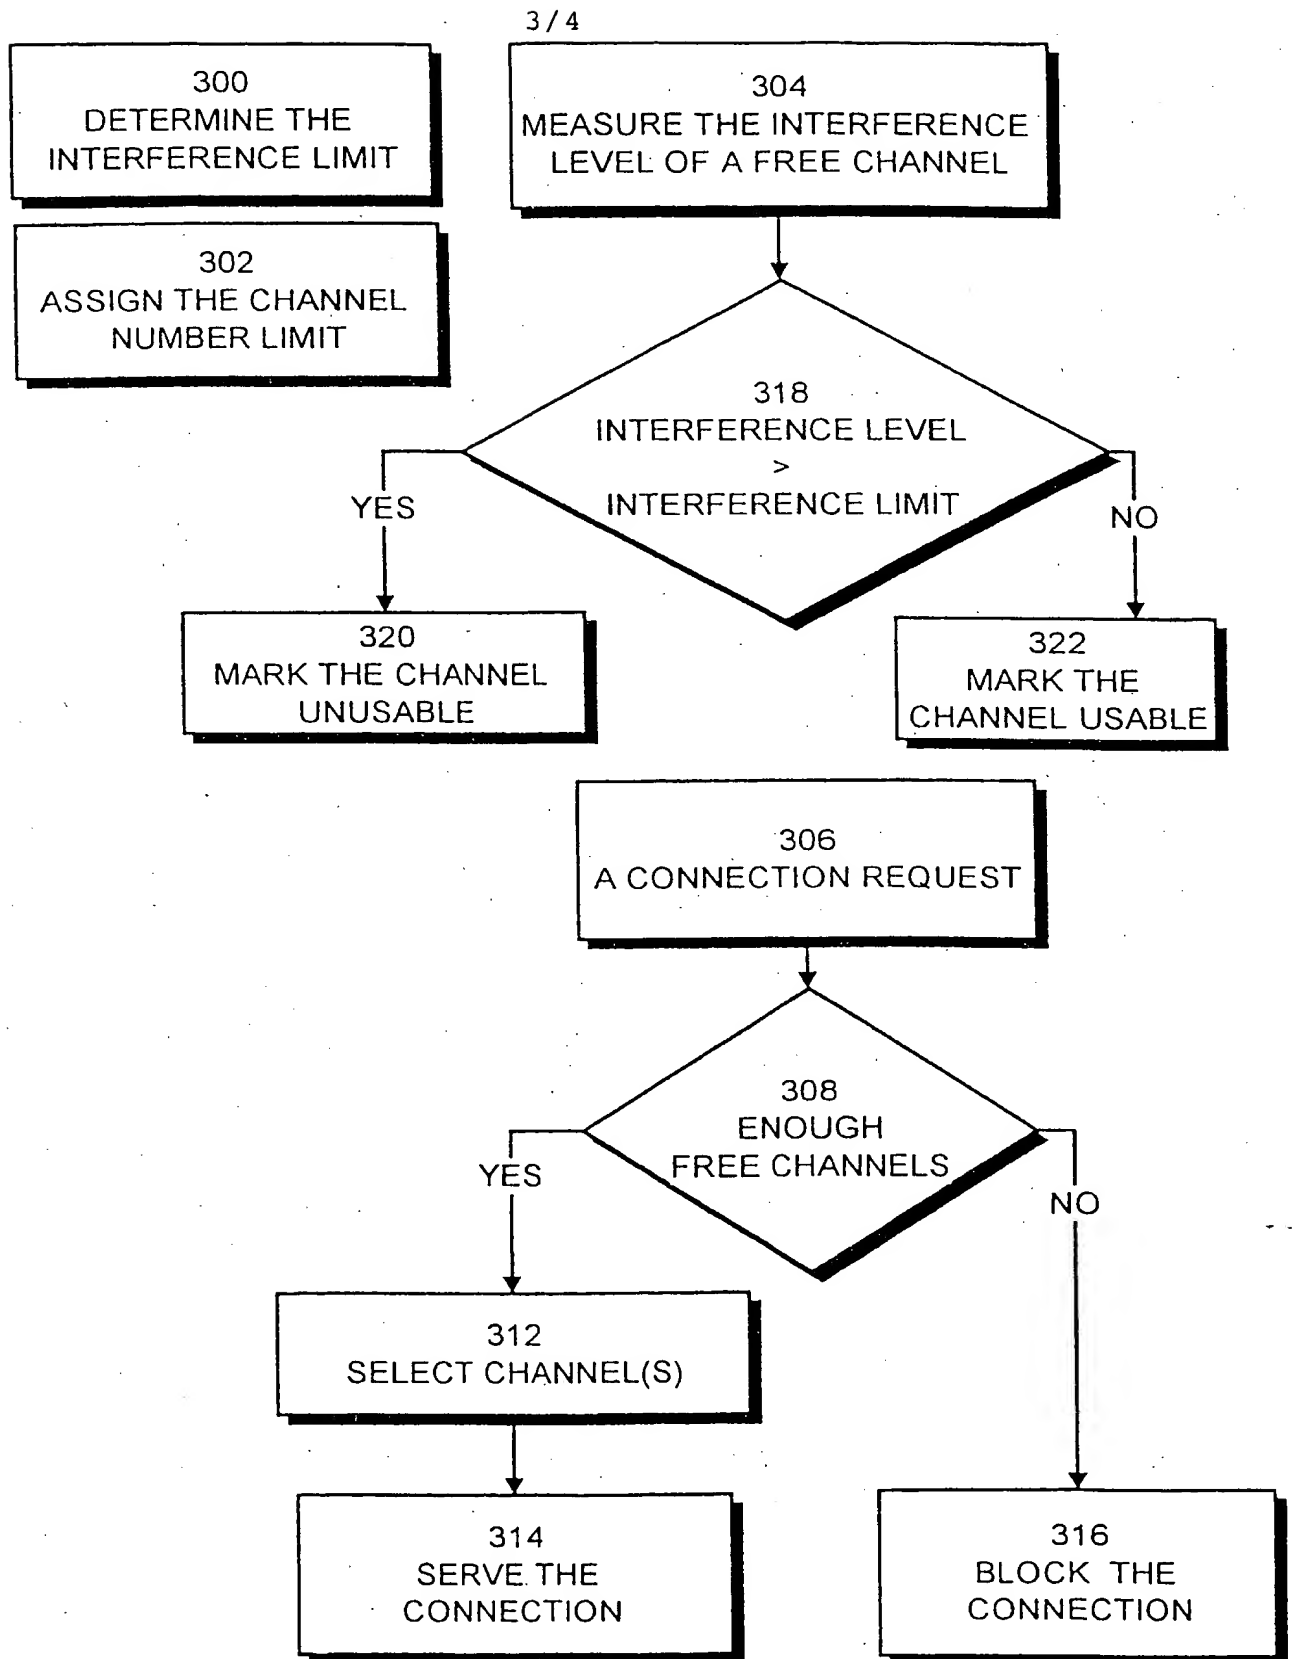 3/4
300
DETERMINE THE
INTERFERENCE LIMIT
302
ASSIGN THE CHANNEL
NUMBER LIMIT
304
MEASURE THE INTERFERENCE
LEVEL OF A FREE CHANNEL
318
INTERFERENCE LEVEL
>
INTERFERENCE LIMIT
YES
NO
320
MARK THE CHANNEL
UNUSABLE
322
MARK THE
CHANNEL USABLE
306
A CONNECTION REQUEST
308
ENOUGH
FREE CHANNELS
YES
NO
312
SELECT CHANNEL(S)
314
SERVE THE
CONNECTION
316
BLOCK THE
CONNECTION